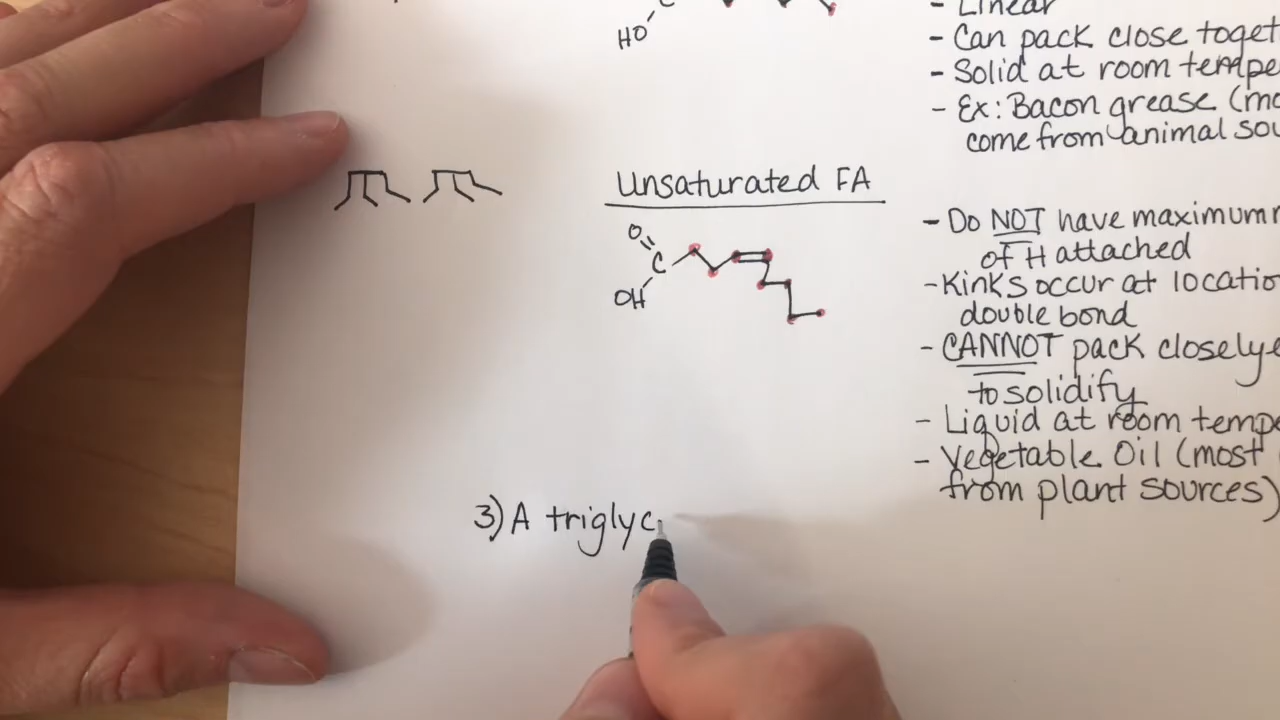 HO
C
- Linear
- Can pack close toget
- Solid at room tempe
- Ex: Bacon grease (mo
come from animal sou
Unsaturated FA
O
C
OH
- Do NOT have maximum n
of H attached
- Kinks occur at locatio
double bond
- CANNOT pack closely e
to solidify
- Liquid at room tempe
- Vegetable Oil (most
from plant sources)
3) A triglyc